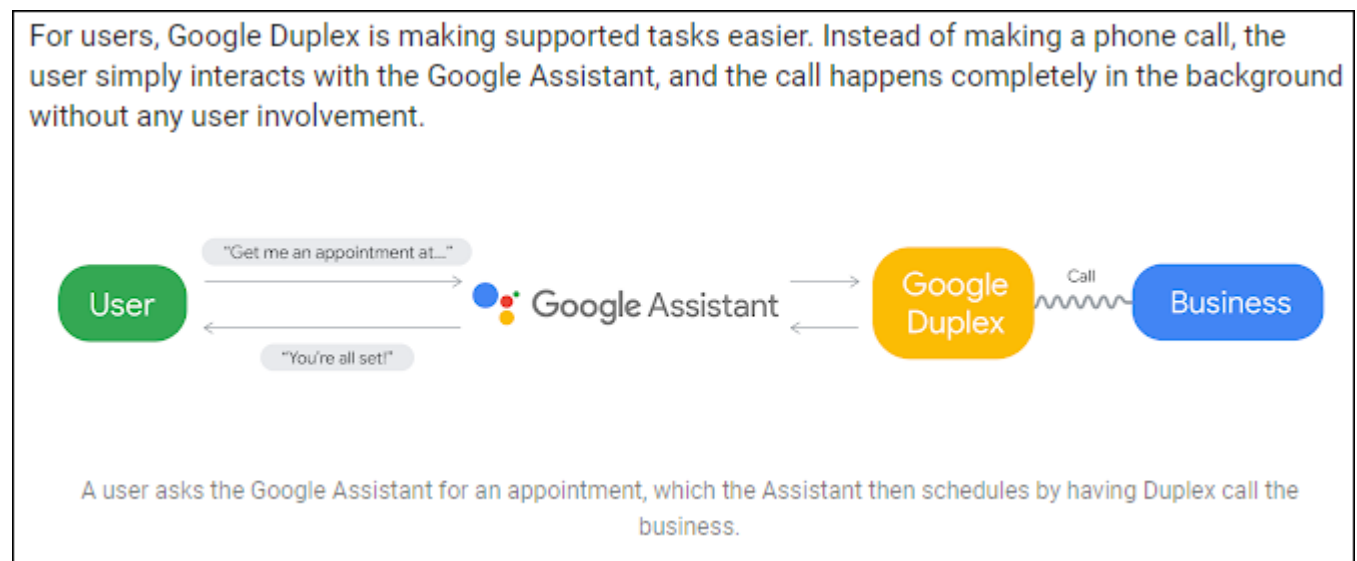 For users, Google Duplex is making supported tasks easier. Instead of making a phone call, the
user simply interacts with the Google Assistant, and the call happens completely in the background
without any user involvement.
"Get me an appointment at..."
User
Google Assistant
Google
Duplex
Call
Business
"You're all set!"
A user asks the Google Assistant for an appointment, which the Assistant then schedules by having Duplex call the
business.